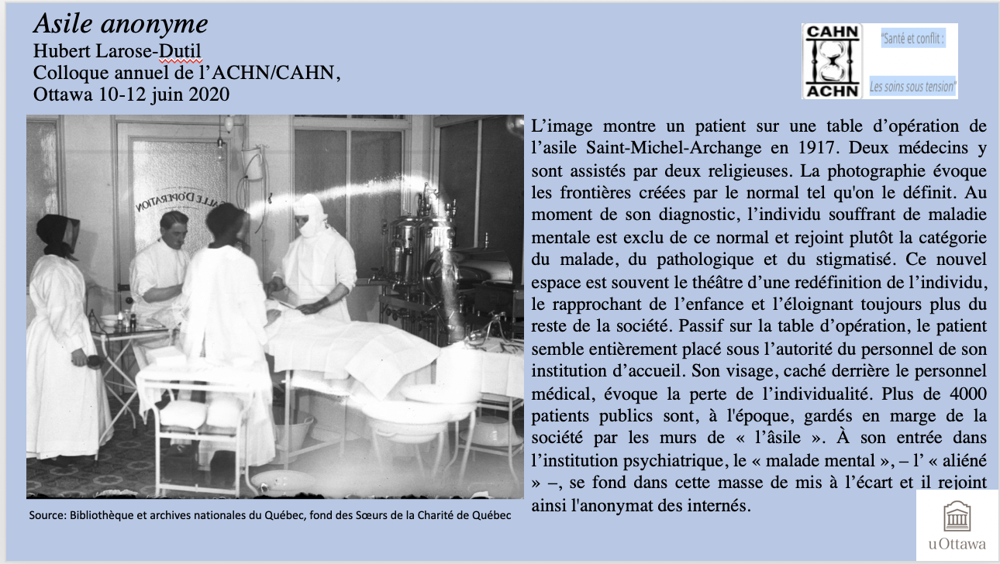 Asile anonyme
Hubert Larose-Dutil
Colloque annuel de l’ACHN/CAHN,
Ottawa 10-12 juin 2020
CAHN
ACHN
“Santé et conflit :
Les soins sous tension”
SALLE D'OPERATION
L’image montre un patient sur une table d’opération de
l’asile Saint-Michel-Archange en 1917. Deux médecins y
sont assistés par deux religieuses. La photographie évoque
les frontières créées par le normal tel qu'on le définit. Au
moment de son diagnostic, l’individu souffrant de maladie
mentale est exclu de ce normal et rejoint plutôt la catégorie
du malade, du pathologique et du stigmatisé. Ce nouvel
espace est souvent le théâtre d’une redéfinition de l’individu,
le rapprochant de l’enfance et l’éloignant toujours plus du
reste de la société. Passif sur la table d’opération, le patient
semble entièrement placé sous l’autorité du personnel de son
institution d’accueil. Son visage, caché derrière le personnel
médical, évoque la perte de l’individualité. Plus de 4000
patients publics sont, à l'époque, gardés en marge de la
société par les murs de « l’âsile ». À son entrée dans
l’institution psychiatrique, le « malade mental », – l’ « aliéné
» –, se fond dans cette masse de mis à l’écart et il rejoint
ainsi l'anonymat des internés.
Source: Bibliothèque et archives nationales du Québec, fond des Sœurs de la Charité de Québec
uOttawa